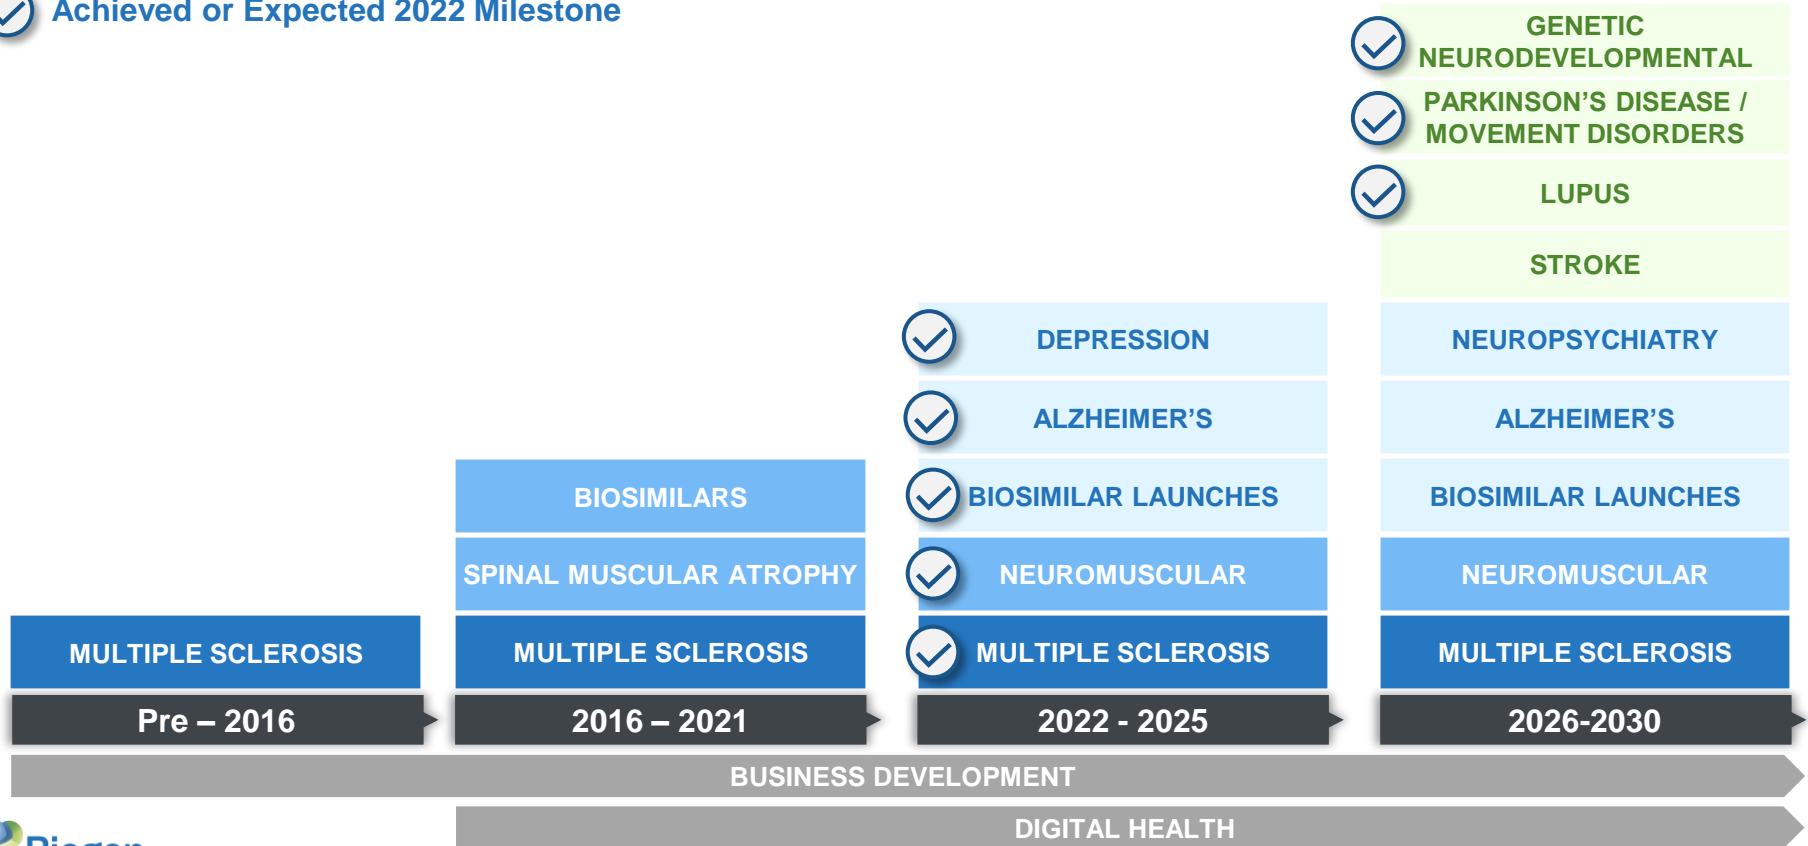 Achieved or Expected 2022 Milestone
GENETIC
NEURODEVELOPMENTAL
PARKINSON'S DISEASE /
MOVEMENT DISORDERS
LUPUS
STROKE
DEPRESSION
NEUROPSYCHIATRY
ALZHEIMER'S
ALZHEIMER'S
BIOSIMILARS
BIOSIMILAR LAUNCHES
BIOSIMILAR LAUNCHES
SPINAL MUSCULAR ATROPHY
NEUROMUSCULAR
NEUROMUSCULAR
MULTIPLE SCLEROSIS
MULTIPLE SCLEROSIS
MULTIPLE SCLEROSIS
MULTIPLE SCLEROSIS
Pre – 2016
2016 – 2021
2022 - 2025
2026-2030
BUSINESS DEVELOPMENT
DIGITAL HEALTH
Biogen